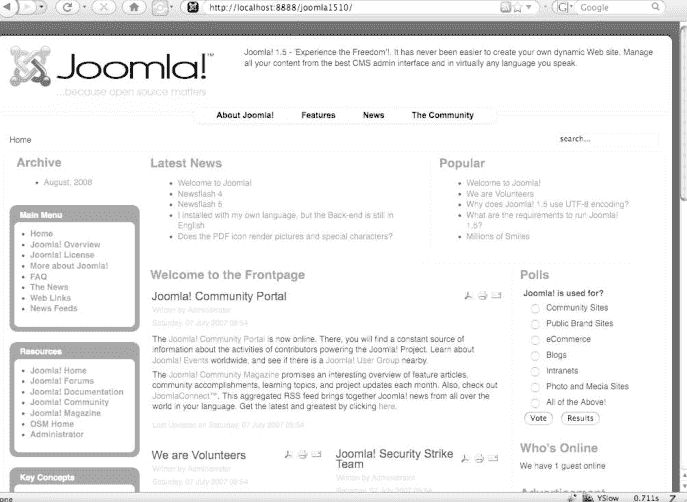 http://localhost:8888/joomla1510/
Google
Joomla!™
...because open source matters
Joomla! 1.5 - 'Experience the Freedom'!. It has never been easier to create your own dynamic Web site. Manage
all your content from the best CMS admin interface and in virtually any language you speak.
About Joomla!
Features
News
The Community
Home
search...
Archive
August, 2008
Main Menu
Home
Joomla! Overview
Joomla! License
More about Joomla!
FAQ
The News
Web Links
News Feeds
Resources
Joomla! Home
Joomla! Forums
Joomla! Documentation
Joomla! Community
Joomla! Magazine
OSM Home
Administrator
Key Concepts
Latest News
Welcome to Joomla!
Newsflash 4
Newsflash 5
I installed with my own language, but the Back-end is still in
English
Does the PDF icon render pictures and special characters?
Popular
Welcome to Joomla!
We are Volunteers
Why does Joomla! 1.5 use UTF-8 encoding?
What are the requirements to run Joomla!
1.5?
Millions of Smiles
Welcome to the Frontpage
Joomla! Community Portal
Written by Administrator
Saturday, 07 July 2007 09:54
The Joomla! Community Portal is now online. There, you will find a constant source of
information about the activities of contributors powering the Joomla! Project. Learn about
Joomla! Events worldwide, and see if there is a Joomla! User Group nearby.
The Joomla! Community Magazine promises an interesting overview of feature articles,
community accomplishments, learning topics, and project updates each month. Also, check out
JoomlaConnect™. This aggregated RSS feed brings together Joomla! news from all over the
world in your language. Get the latest and greatest by clicking here.
Last Updated on Saturday, 07 July 2007 09:54
We are Volunteers
Written by Administrator
Joomla! Security Strike
Team
Written by Administrator
Saturday, 07 July 2007 09:54
Polls
Joomla! is used for?
Community Sites
Public Brand Sites
eCommerce
Blogs
Intranets
Photo and Media Sites
All of the Above!
Vote
Results
Who's Online
We have 1 guest online
Advertisement
YSlow
0.711s